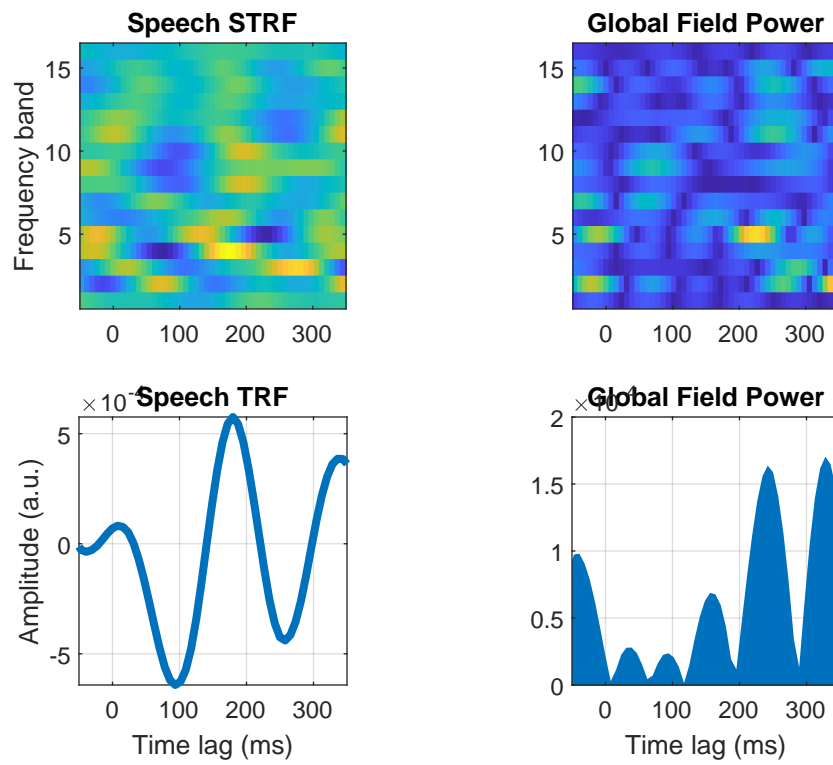 Speech STRF
Frequency band
15
10
5
0 100 200 300
Global Field Power
15
10
5
0 100 200 300
Speech TRF
× 10-4
Amplitude (a.u.)
5
0
-5
0 100 200 300
Time lag (ms)
Global Field Power
2
1.5
1
0.5
0
0 100 200 300
Time lag (ms)